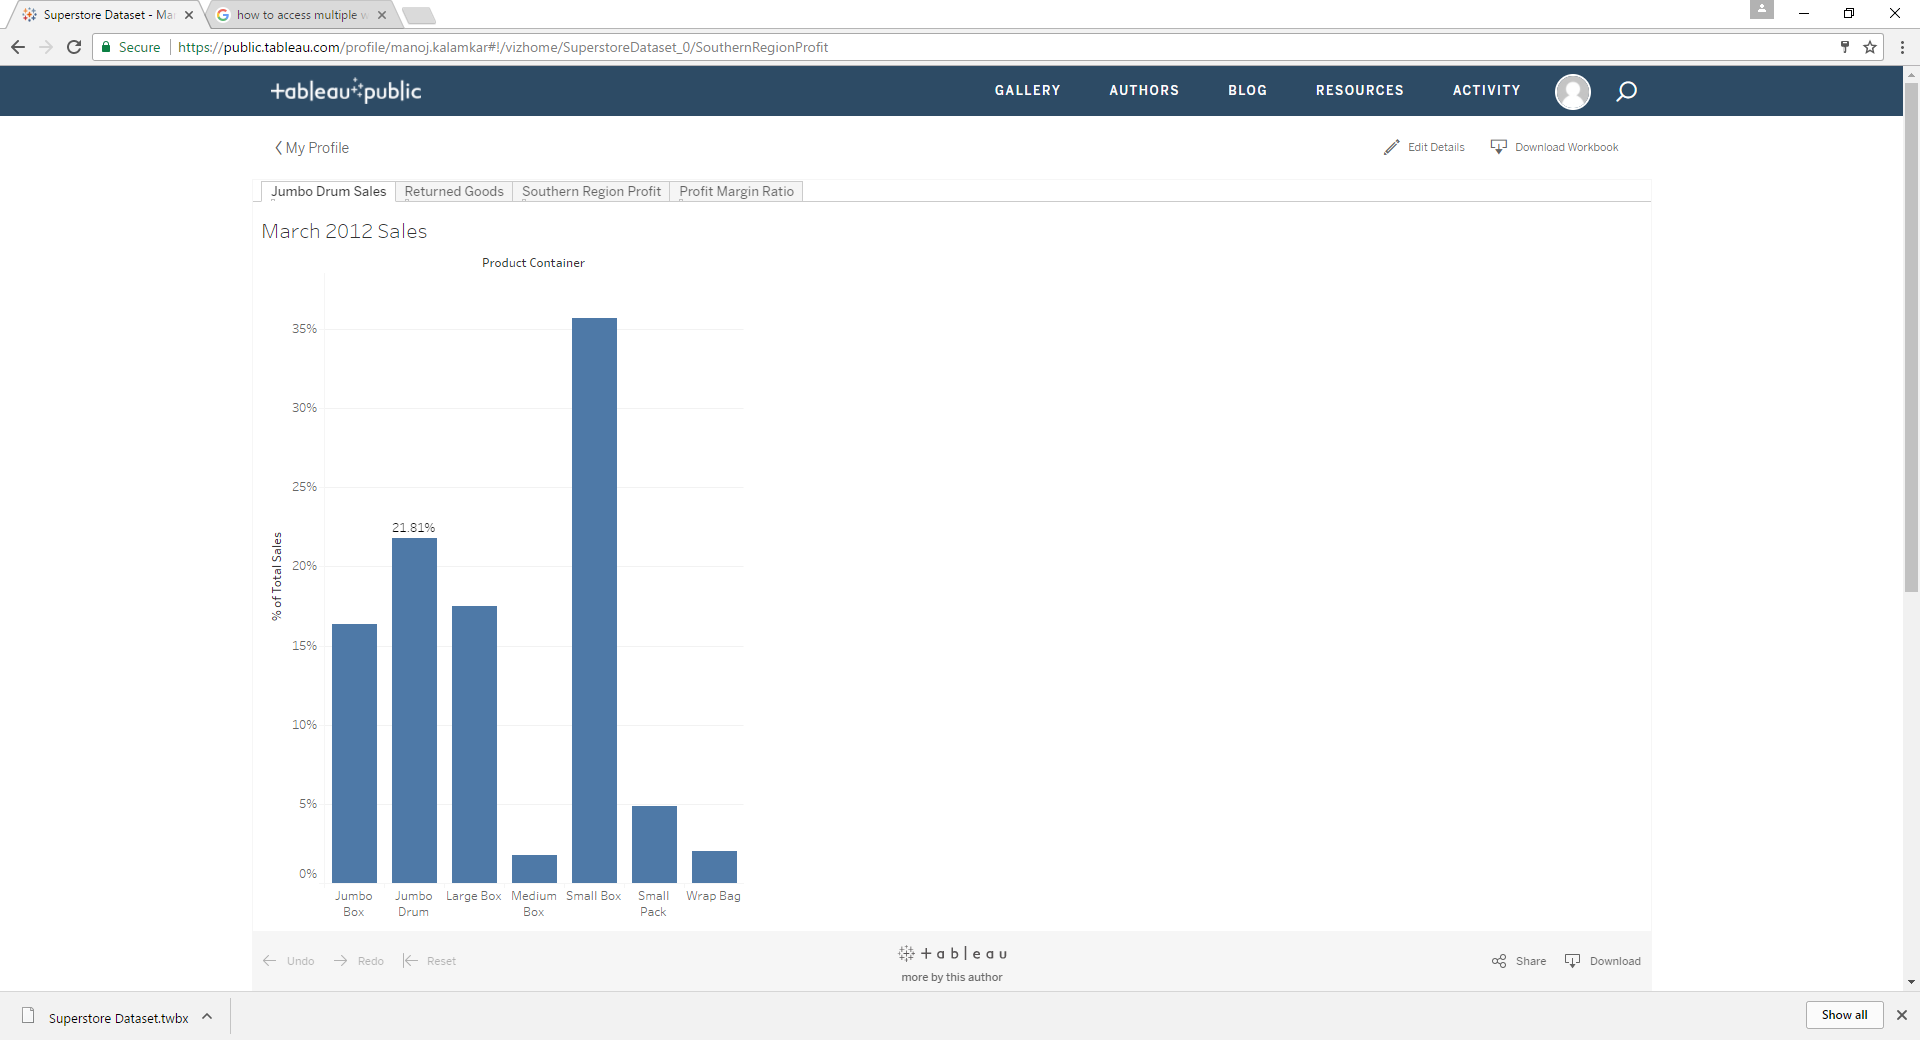 Superstore Dataset - Ma
how to access multiple w
Secure | https://public.tableau.com/profile/manoj.kalamkar#!/vizhome/SuperstoreDataset_0/SouthernRegionProfit
+ableau public
GALLERY AUTHORS BLOG RESOURCES ACTIVITY
My Profile
Edit Details Download Workbook
Jumbo Drum Sales Returned Goods Southern Region Profit Profit Margin Ratio
March 2012 Sales
Product Container
% of Total Sales
35%
30%
25%
21.81%
20%
15%
10%
5%
0%
Jumbo Box
Jumbo Drum
Large Box
Medium Box
Small Box
Small Pack
Wrap Bag
Undo Redo Reset
+ableau
more by this author
Share Download
Superstore Dataset.twbx
Show all